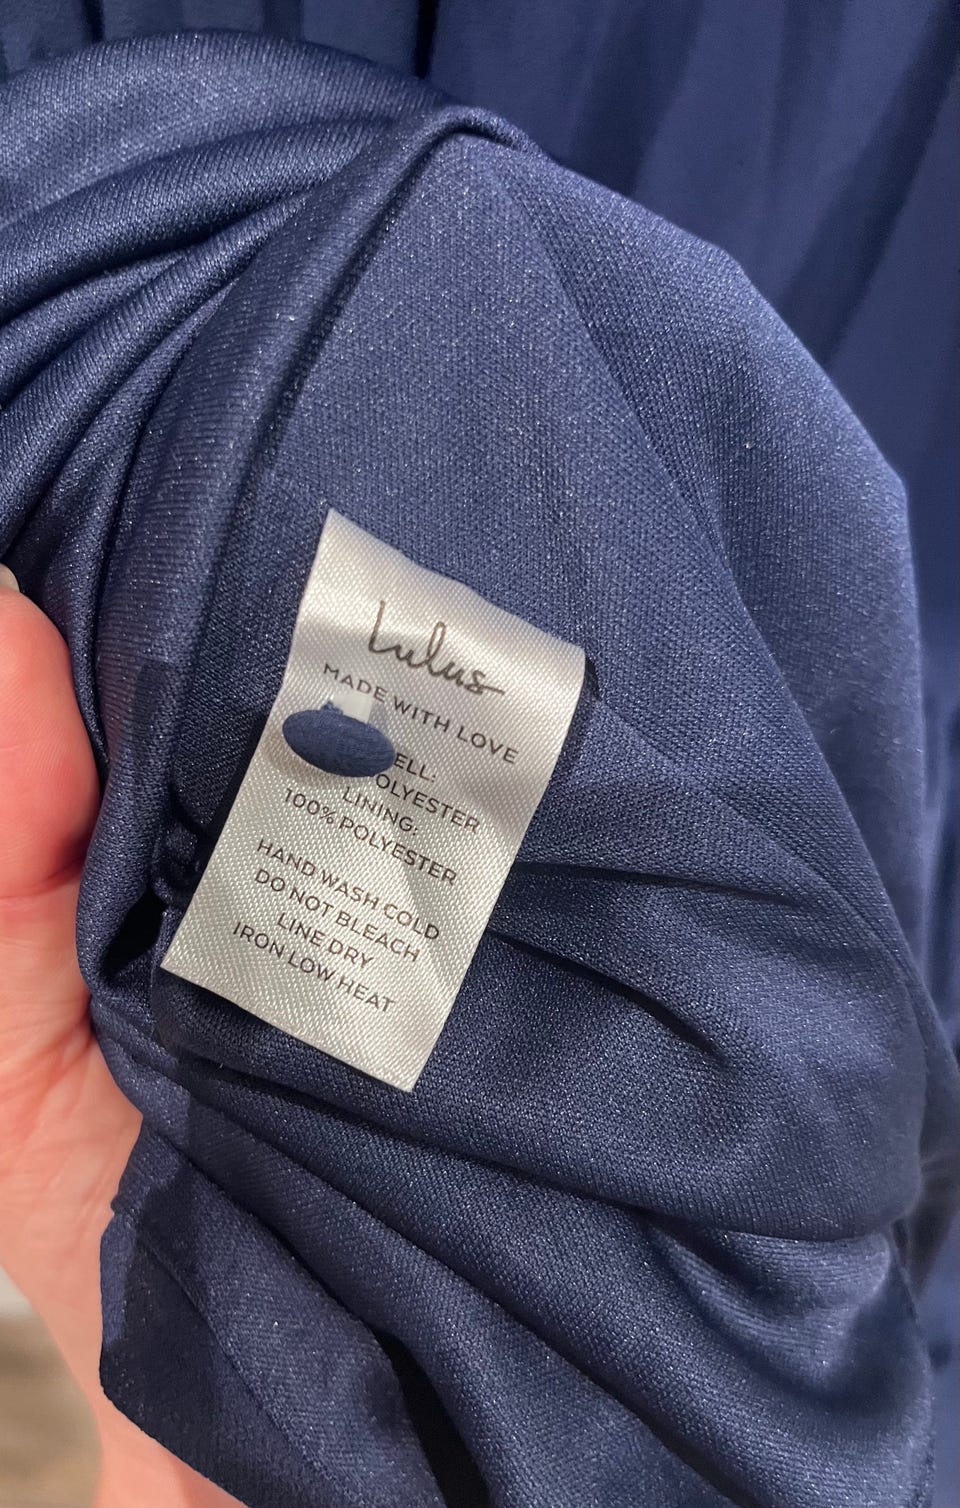 Lulus
MADE WITH LOVE
ELL:
OLYESTER
LINING:
100% POLYESTER
HAND WASH COLD
DO NOT BLEACH
LINE DRY
IRON LOW HEAT